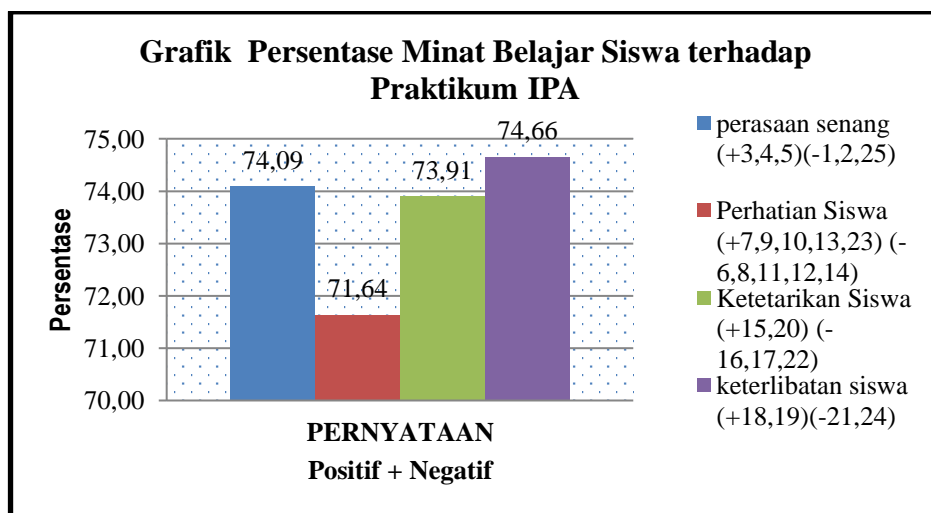 Grafik Persentase Minat Belajar Siswa terhadap
Praktikum IPA
75,00
74,00
73,00
72,00
71,00
70,00
Persentase
74,09
71,64
73,91
74,66
PERNYATAAN
Positif + Negatif
perasaan senang
(+3,4,5)(-1,2,25)
Perhatian Siswa
(+7,9,10,13,23) (-
6,8,11,12,14)
Ketetarikan Siswa
(+15,20) (-
16,17,22)
keterlibatan siswa
(+18,19)(-21,24)